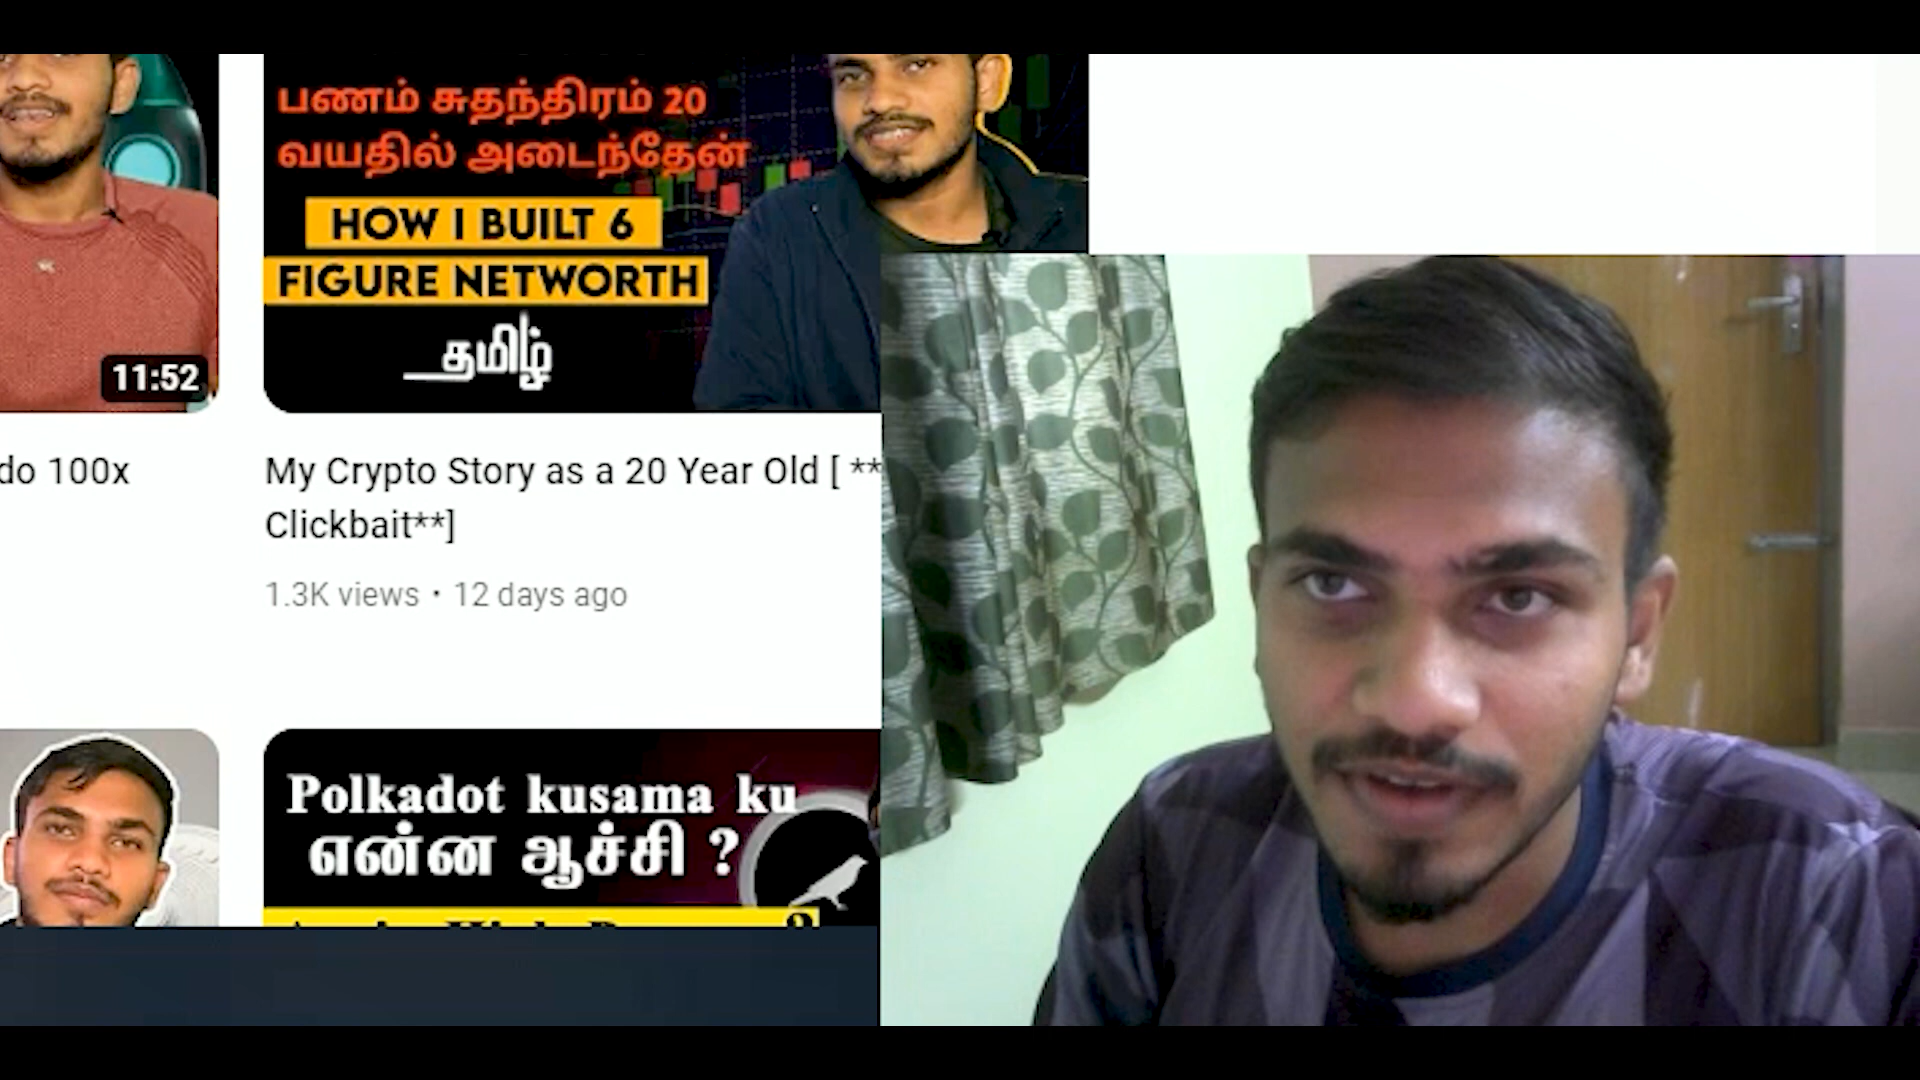 பணம் சுதந்திரம் 20
வயதில் அடைந்தேன்
HOW I BUILT 6
FIGURE NETWORTH
தமிழ்
11:52
do 100x
My Crypto Story as a 20 Year Old [ **
Clickbait**]
1.3K views • 12 days ago
Polkadot kusama ku
என்ன ஆச்சி ?